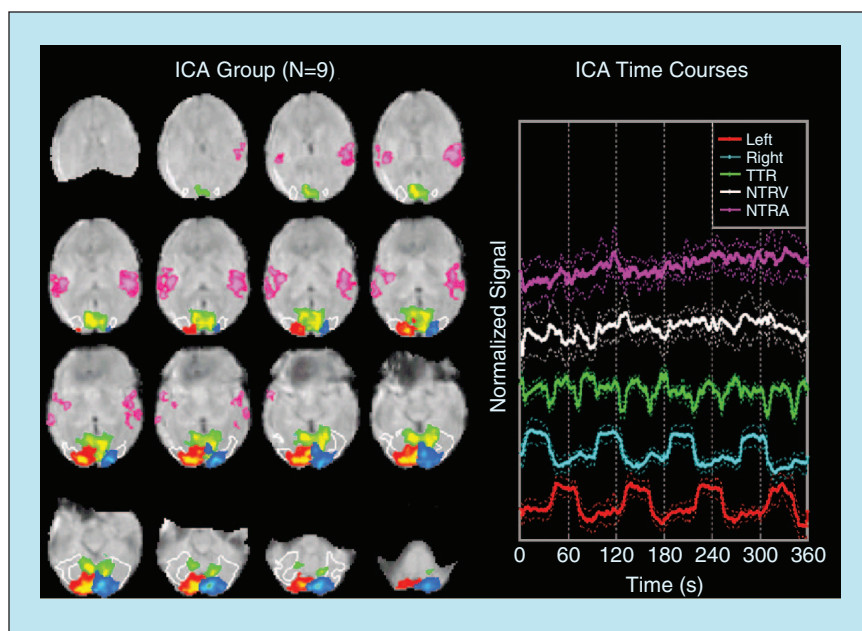 ICA Group (N=9)
ICA Time Courses
Left
Right
TTR
NTRV
NTRA
Normalized Signal
0 60 120 180 240 300 360
Time (s)